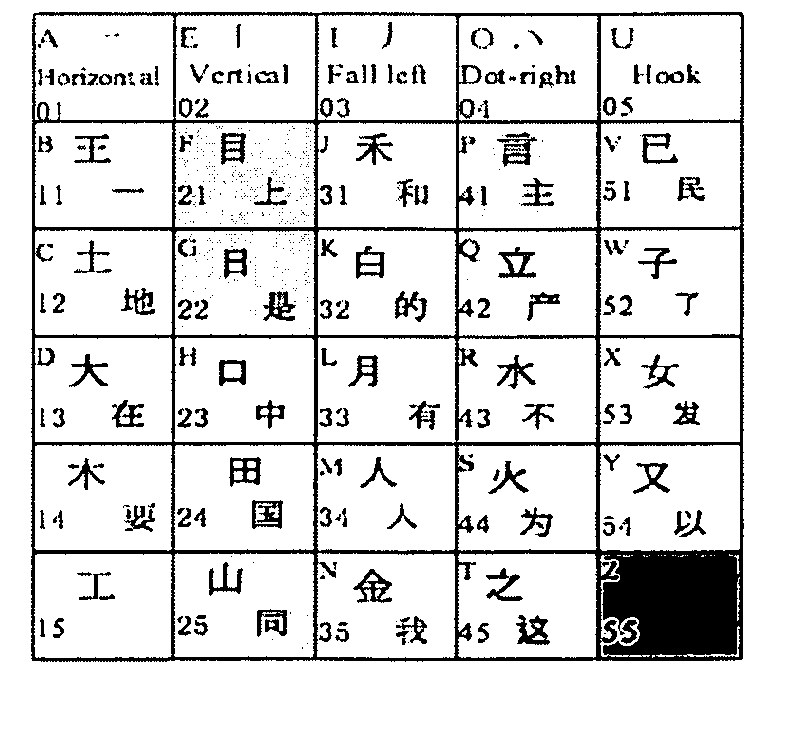 A 一 E 丨 I 丿 O 丶 U
Horizontal Vertical Fall left Dot-right Hook
01 02 03 04 05
B 王 F 目 J 禾 P 言 V 已
11 一 21 上 31 和 41 主 51 民
C 土 G 日 K 白 Q 立 W 子
12 地 22 是 32 的 42 产 52 了
D 大 H 口 L 月 R 水 X 女
13 在 23 中 33 有 43 不 53 发
木 田 M 人 S 火 Y 又
14 要 24 国 34 人 44 为 54 以
工 山 N 金 T 之 Z
15 25 同 35 我 45 这 55